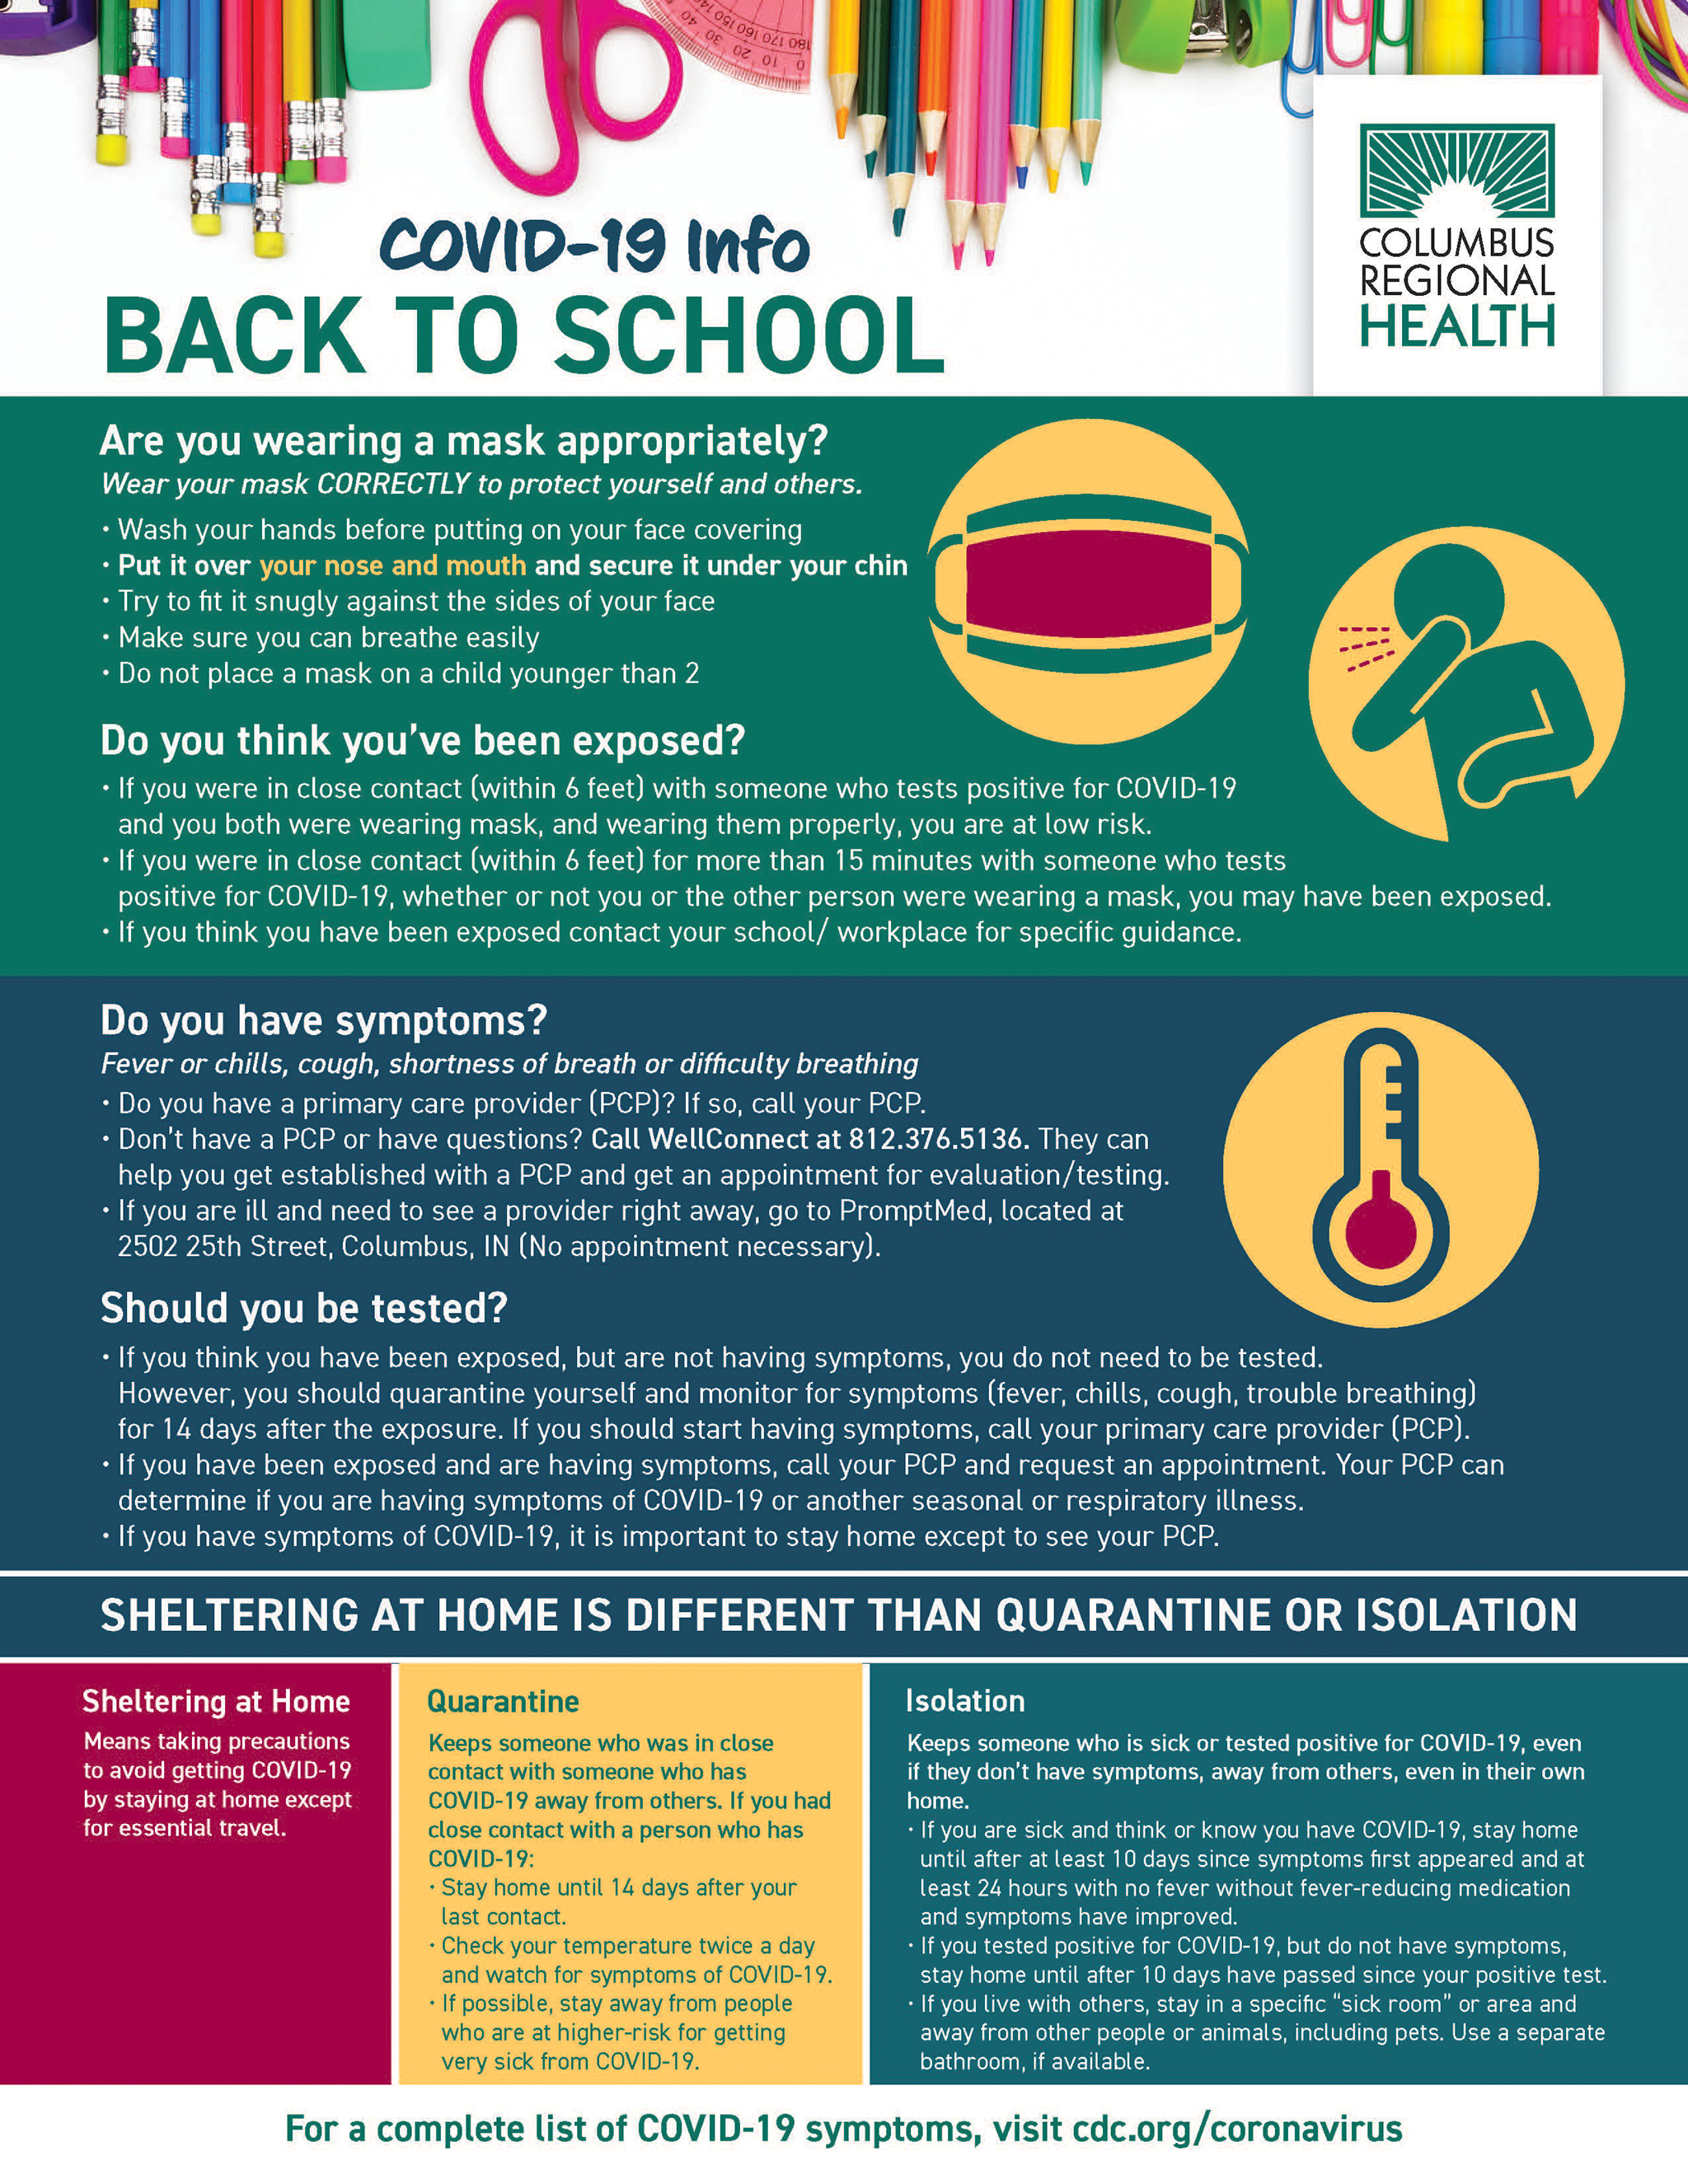 COVID-19 Info
BACK TO SCHOOL
COLUMBUS
REGIONAL
HEALTH
Are you wearing a mask appropriately?
Wear your mask CORRECTLY to protect yourself and others.
• Wash your hands before putting on your face covering
• Put it over your nose and mouth and secure it under your chin
• Try to fit it snugly against the sides of your face
• Make sure you can breathe easily
• Do not place a mask on a child younger than 2
Do you think you've been exposed?
• If you were in close contact (within 6 feet) with someone who tests positive for COVID-19
and you both were wearing mask, and wearing them properly, you are at low risk.
• If you were in close contact (within 6 feet) for more than 15 minutes with someone who tests
positive for COVID-19, whether or not you or the other person were wearing a mask, you may have been exposed.
• If you think you have been exposed contact your school/ workplace for specific guidance.
Do you have symptoms?
Fever or chills, cough, shortness of breath or difficulty breathing
• Do you have a primary care provider (PCP)? If so, call your PCP.
• Don't have a PCP or have questions? Call WellConnect at 812.376.5136. They can
help you get established with a PCP and get an appointment for evaluation/testing.
• If you are ill and need to see a provider right away, go to PromptMed, located at
2502 25th Street, Columbus, IN (No appointment necessary).
Should you be tested?
• If you think you have been exposed, but are not having symptoms, you do not need to be tested.
However, you should quarantine yourself and monitor for symptoms (fever, chills, cough, trouble breathing)
for 14 days after the exposure. If you should start having symptoms, call your primary care provider (PCP).
• If you have been exposed and are having symptoms, call your PCP and request an appointment. Your PCP can
determine if you are having symptoms of COVID-19 or another seasonal or respiratory illness.
• If you have symptoms of COVID-19, it is important to stay home except to see your PCP.
SHELTERING AT HOME IS DIFFERENT THAN QUARANTINE OR ISOLATION
Sheltering at Home
Means taking precautions
to avoid getting COVID-19
by staying at home except
for essential travel.
Quarantine
Keeps someone who was in close
contact with someone who has
COVID-19 away from others. If you had
close contact with a person who has
COVID-19:
• Stay home until 14 days after your
last contact.
• Check your temperature twice a day
and watch for symptoms of COVID-19.
• If possible, stay away from people
who are at higher-risk for getting
very sick from COVID-19.
Isolation
Keeps someone who is sick or tested positive for COVID-19, even
if they don't have symptoms, away from others, even in their own
home.
• If you are sick and think or know you have COVID-19, stay home
until after at least 10 days since symptoms first appeared and at
least 24 hours with no fever without fever-reducing medication
and symptoms have improved.
• If you tested positive for COVID-19, but do not have symptoms,
stay home until after 10 days have passed since your positive test.
• If you live with others, stay in a specific "sick room" or area and
away from other people or animals, including pets. Use a separate
bathroom, if available.
For a complete list of COVID-19 symptoms, visit cdc.org/coronavirus